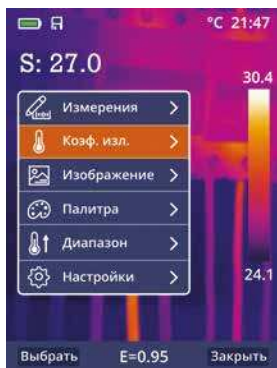 °C 21:47
S: 27.0
30.4
Измерения
Коэф. изл.
Изображение
Палитра
Диапазон
Настройки
24.1
Выбрать E=0.95 Закрыть